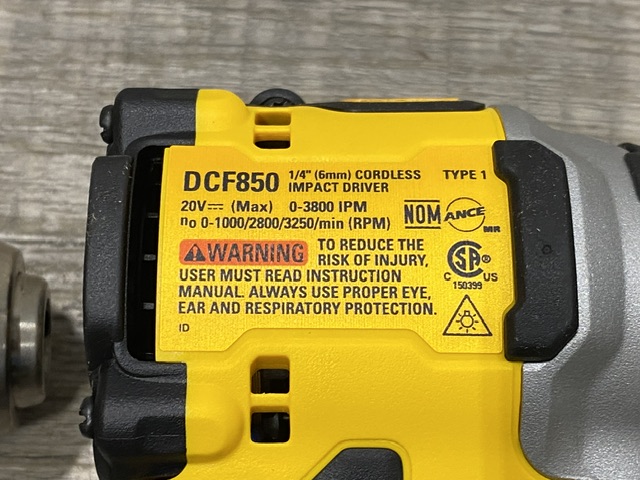 DCF850 1/4" (6mm) CORDLESS IMPACT DRIVER TYPE 1
20V⎓ (Max) 0-3800 IPM
no 0-1000/2800/3250/min (RPM)
NOM ANCE MR
⚠WARNING TO REDUCE THE
RISK OF INJURY,
USER MUST READ INSTRUCTION
MANUAL. ALWAYS USE PROPER EYE,
EAR AND RESPIRATORY PROTECTION.
SA ®
C US
150399
ID